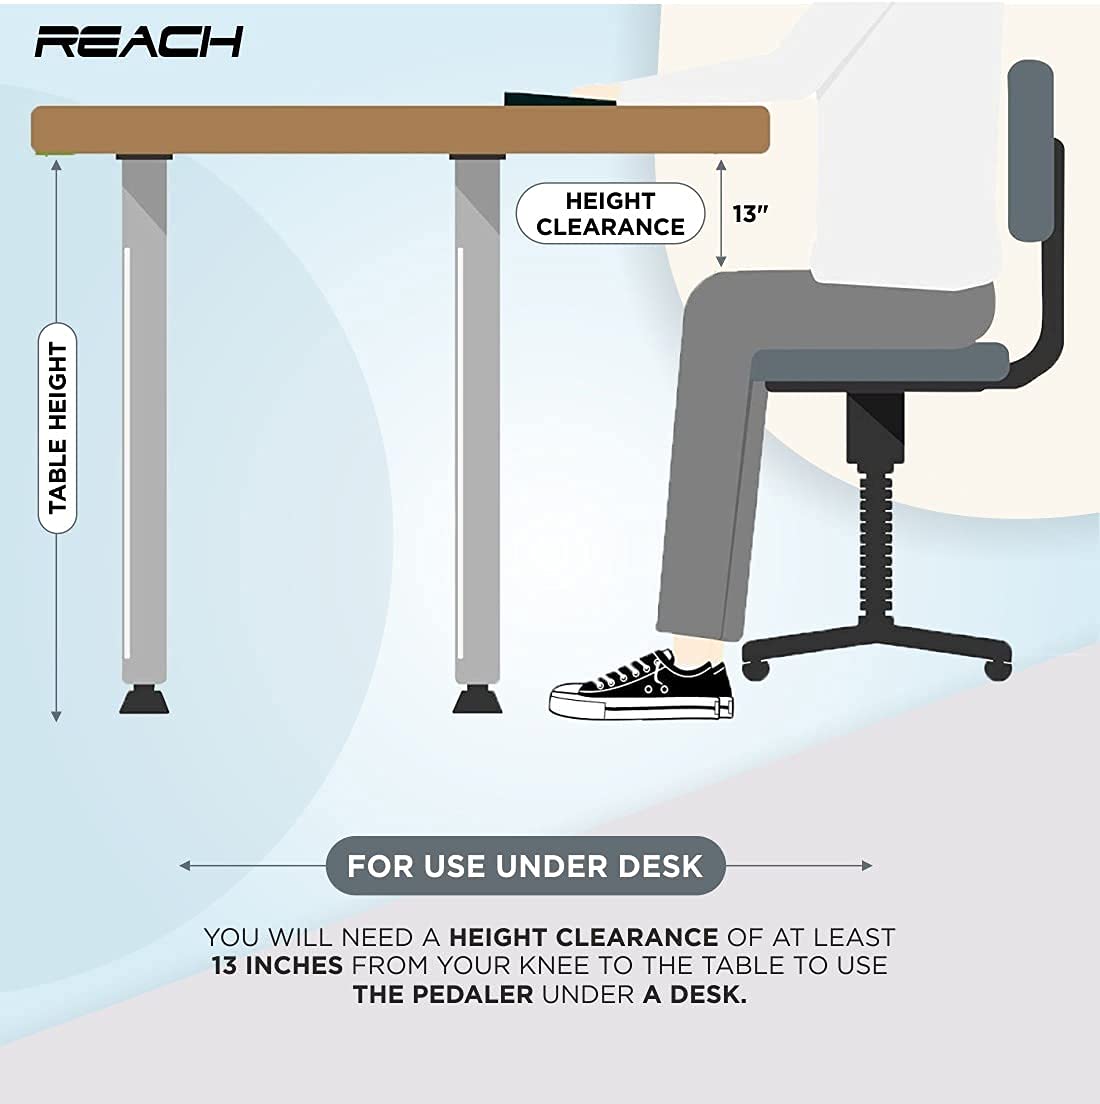 REACH
HEIGHT
CLEARANCE
13"
TABLE HEIGHT
FOR USE UNDER DESK
YOU WILL NEED A HEIGHT CLEARANCE OF AT LEAST
13 INCHES FROM YOUR KNEE TO THE TABLE TO USE
THE PEDALER UNDER A DESK.